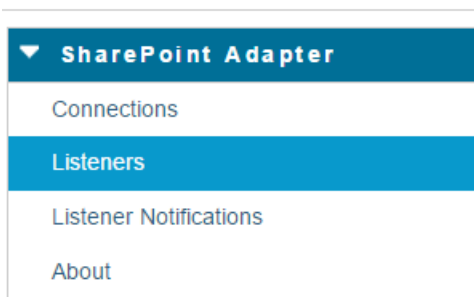 SharePoint Adapter
Connections
Listeners
Listener Notifications
About